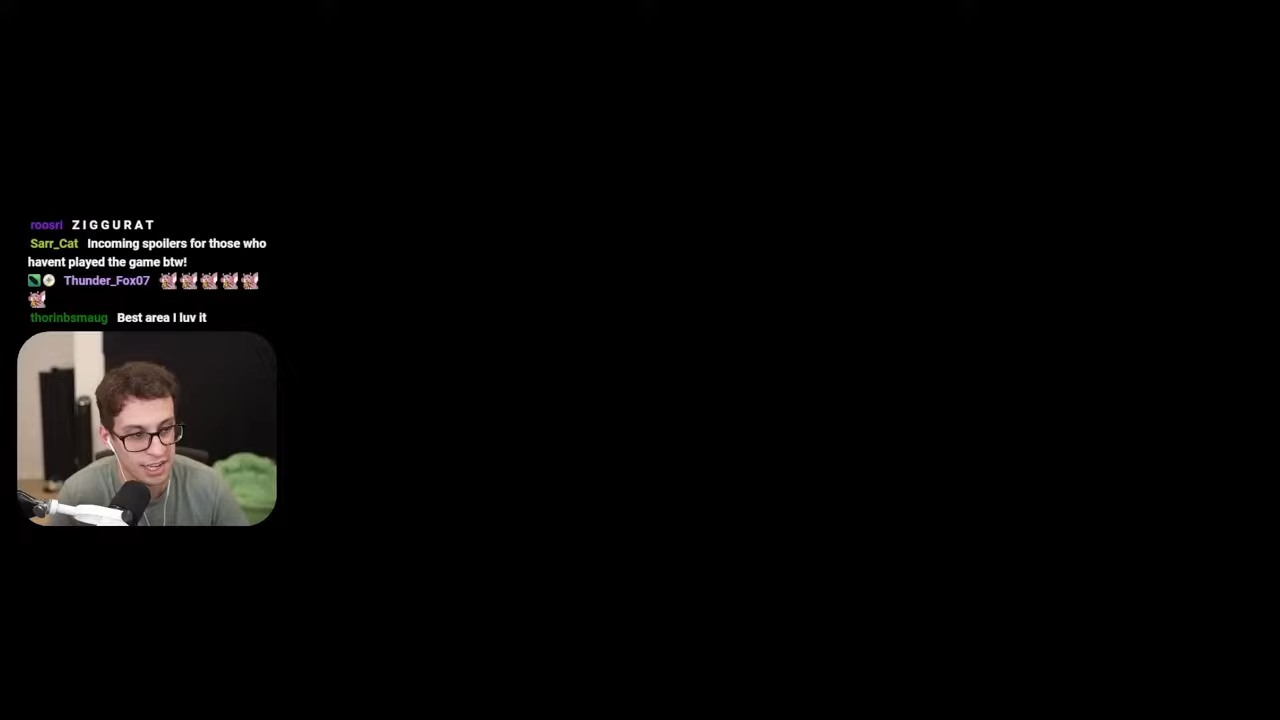 roosri Z I G G U R A T
Sarr_Cat Incoming spoilers for those who
havent played the game btw!
Thunder_Fox07
thorinbsmaug Best area I luv it